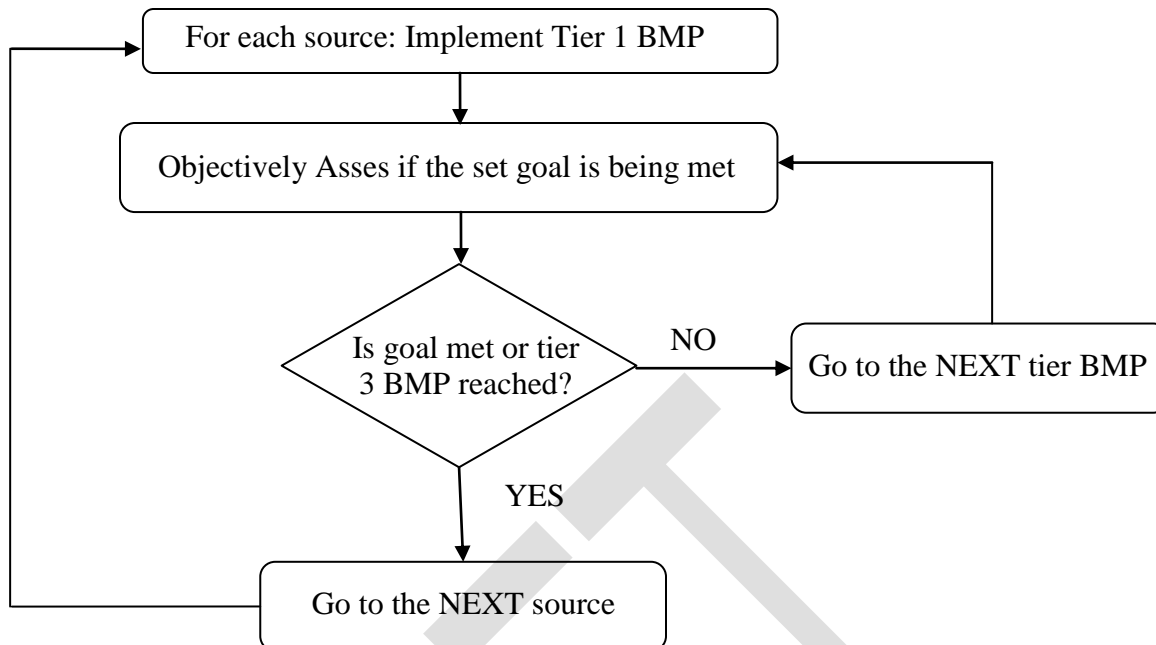 For each source: Implement Tier 1 BMP
Objectively Asses if the set goal is being met
Is goal met or tier
3 BMP reached?
NO
Go to the NEXT tier BMP
YES
Go to the NEXT source